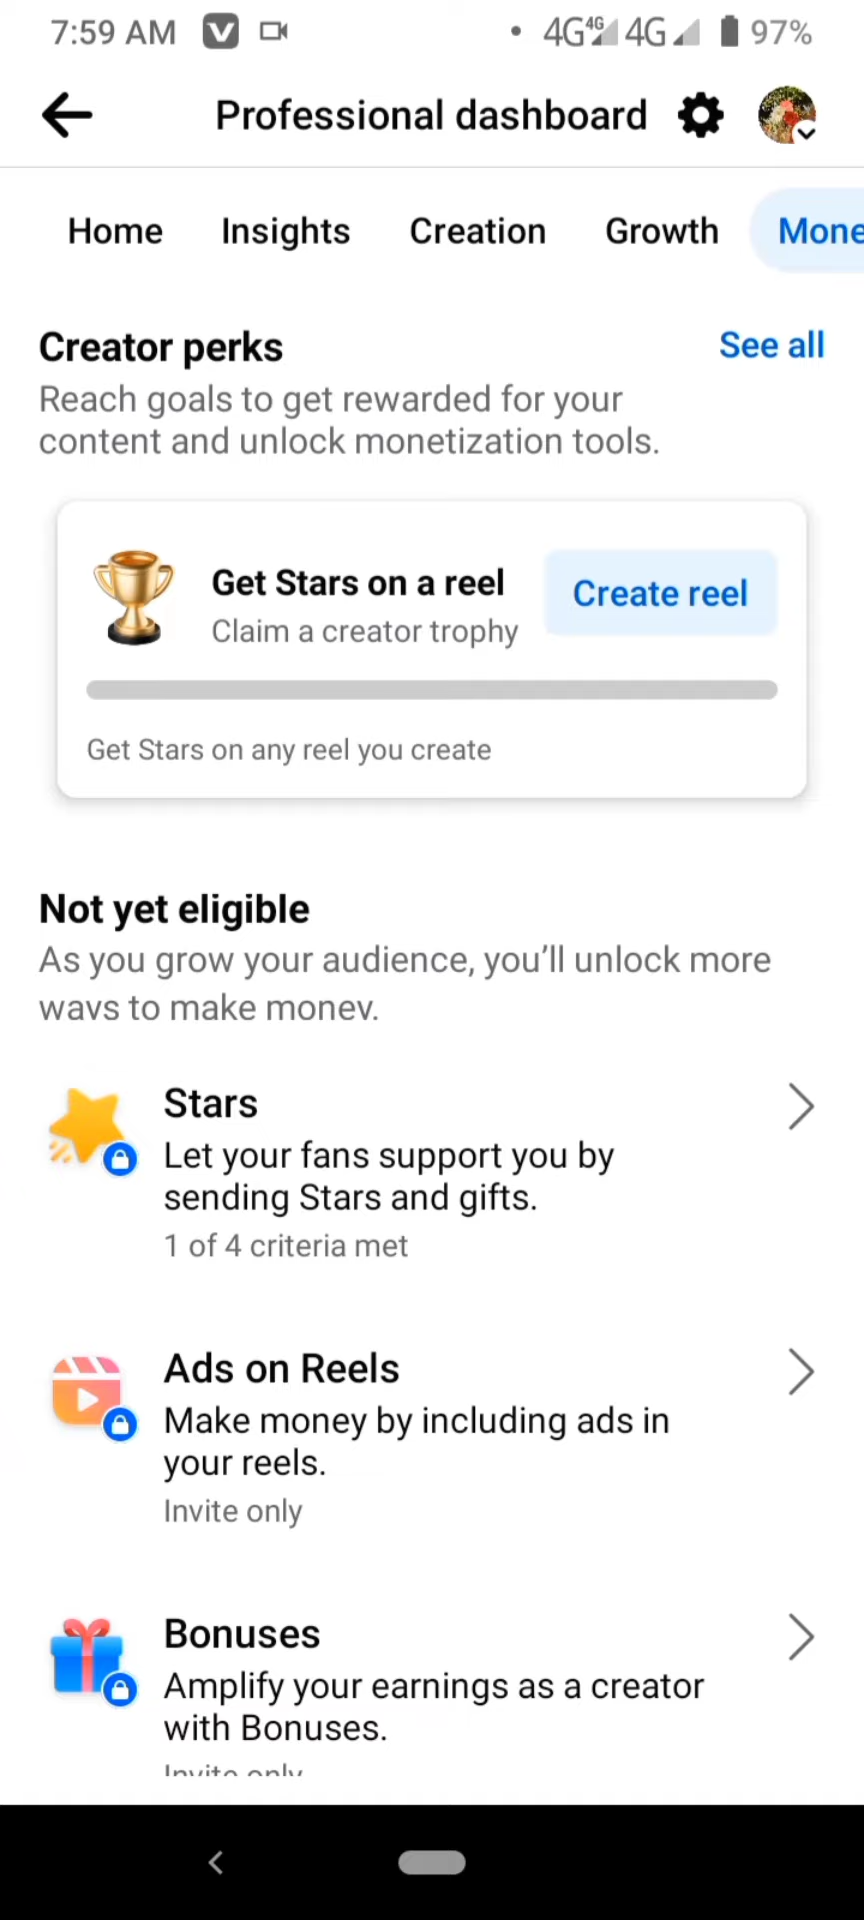 7:59 AM V 4G 4G 4G 97%
Professional dashboard
Home Insights Creation Growth Mone
Creator perks See all
Reach goals to get rewarded for your
content and unlock monetization tools.
Get Stars on a reel Create reel
Claim a creator trophy
Get Stars on any reel you create
Not yet eligible
As you grow your audience, you’ll unlock more
ways to make money.
Stars
Let your fans support you by
sending Stars and gifts.
1 of 4 criteria met
Ads on Reels
Make money by including ads in
your reels.
Invite only
Bonuses
Amplify your earnings as a creator
with Bonuses.
Invite only